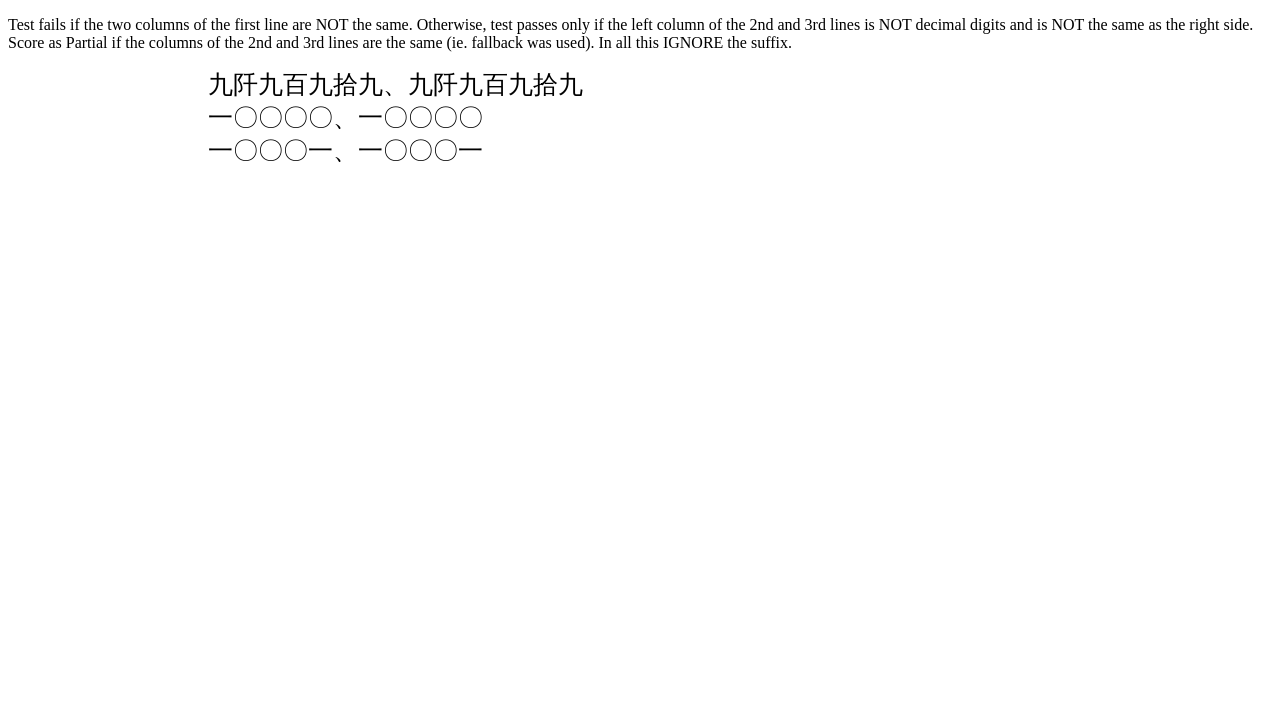 Test fails if the two columns of the first line are NOT the same. Otherwise, test passes only if the left column of the 2nd and 3rd lines is NOT decimal digits and is NOT the same as the right side.
Score as Partial if the columns of the 2nd and 3rd lines are the same (ie. fallback was used). In all this IGNORE the suffix.
九阡九百九拾九、九阡九百九拾九
一〇〇〇〇、一〇〇〇〇
一〇〇〇一、一〇〇〇一